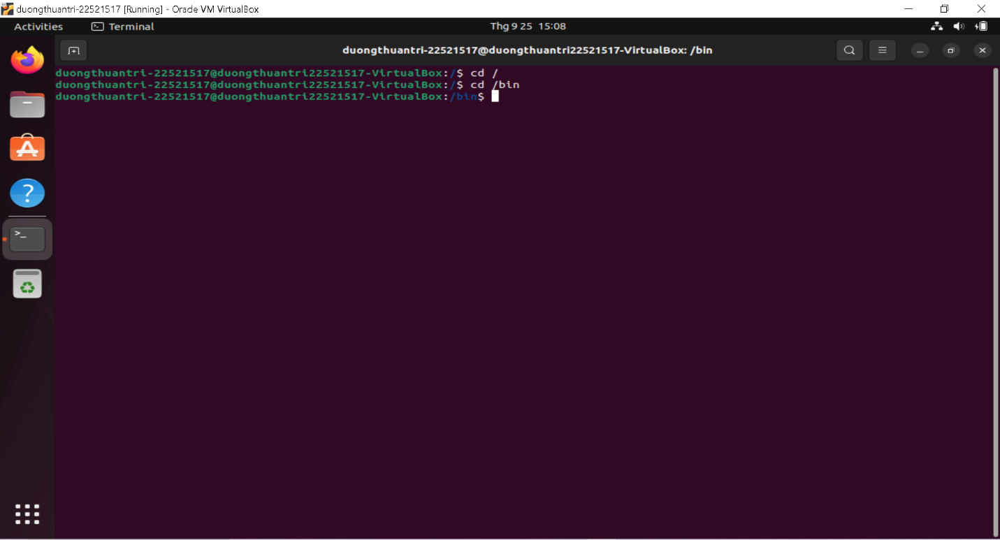 duongthuantri-22521517 [Running] - Oracle VM VirtualBox
Activities Terminal Thg 9 25 15:08
duongthuantri-22521517@duongthuantri22521517-VirtualBox: /bin
duongthuantri-22521517@duongthuantri22521517-VirtualBox:/$ cd /
duongthuantri-22521517@duongthuantri22521517-VirtualBox:/$ cd /bin
duongthuantri-22521517@duongthuantri22521517-VirtualBox:/bin$